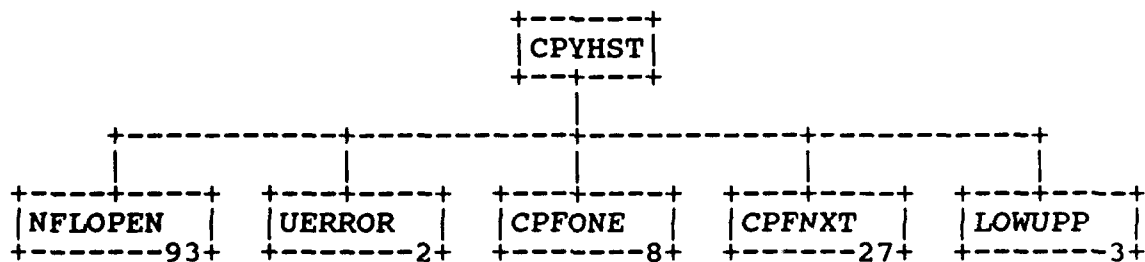 CPYHST
NFLOPEN UERROR CPFONE CPFNXT LOWUPP
93 2 8 27 3